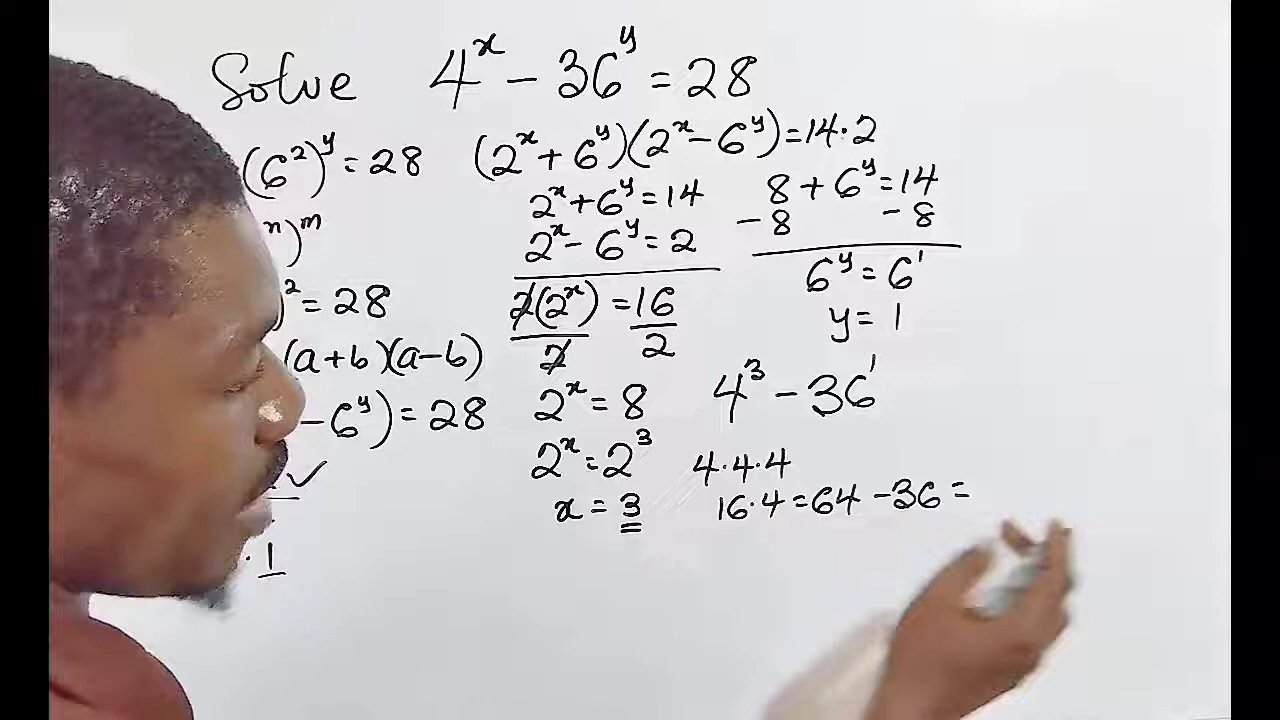 Solve 4^x - 36^y = 28
(6^2)^y = 28
^n)^m
)^2 = 28
(a+b)(a-b)
-6^y) = 28
✓
· 1
(2^x + 6^y)(2^x - 6^y) = 14·2
2^x + 6^y = 14
2^x - 6^y = 2
2(2^x) = 16
2 2
2^x = 8
2^x = 2^3
x = 3
8 + 6^y = 14
-8 -8
6^y = 6^1
y = 1
4^3 - 36^1
4·4·4
16·4 = 64 - 36 =